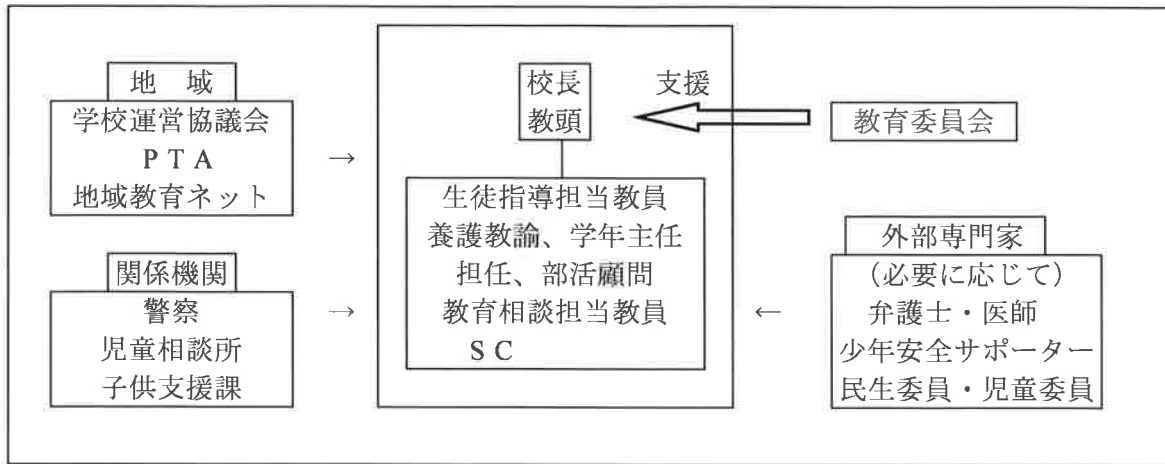 地　域
学校運営協議会
ＰＴＡ
地域教育ネット
→
関係機関
警察
児童相談所
子供支援課
→
校長
教頭
支援
生徒指導担当教員
養護教諭、学年主任
担任、部活顧問
教育相談担当教員
ＳＣ
教育委員会
外部専門家
（必要に応じて）
弁護士・医師
少年安全サポーター
民生委員・児童委員
←